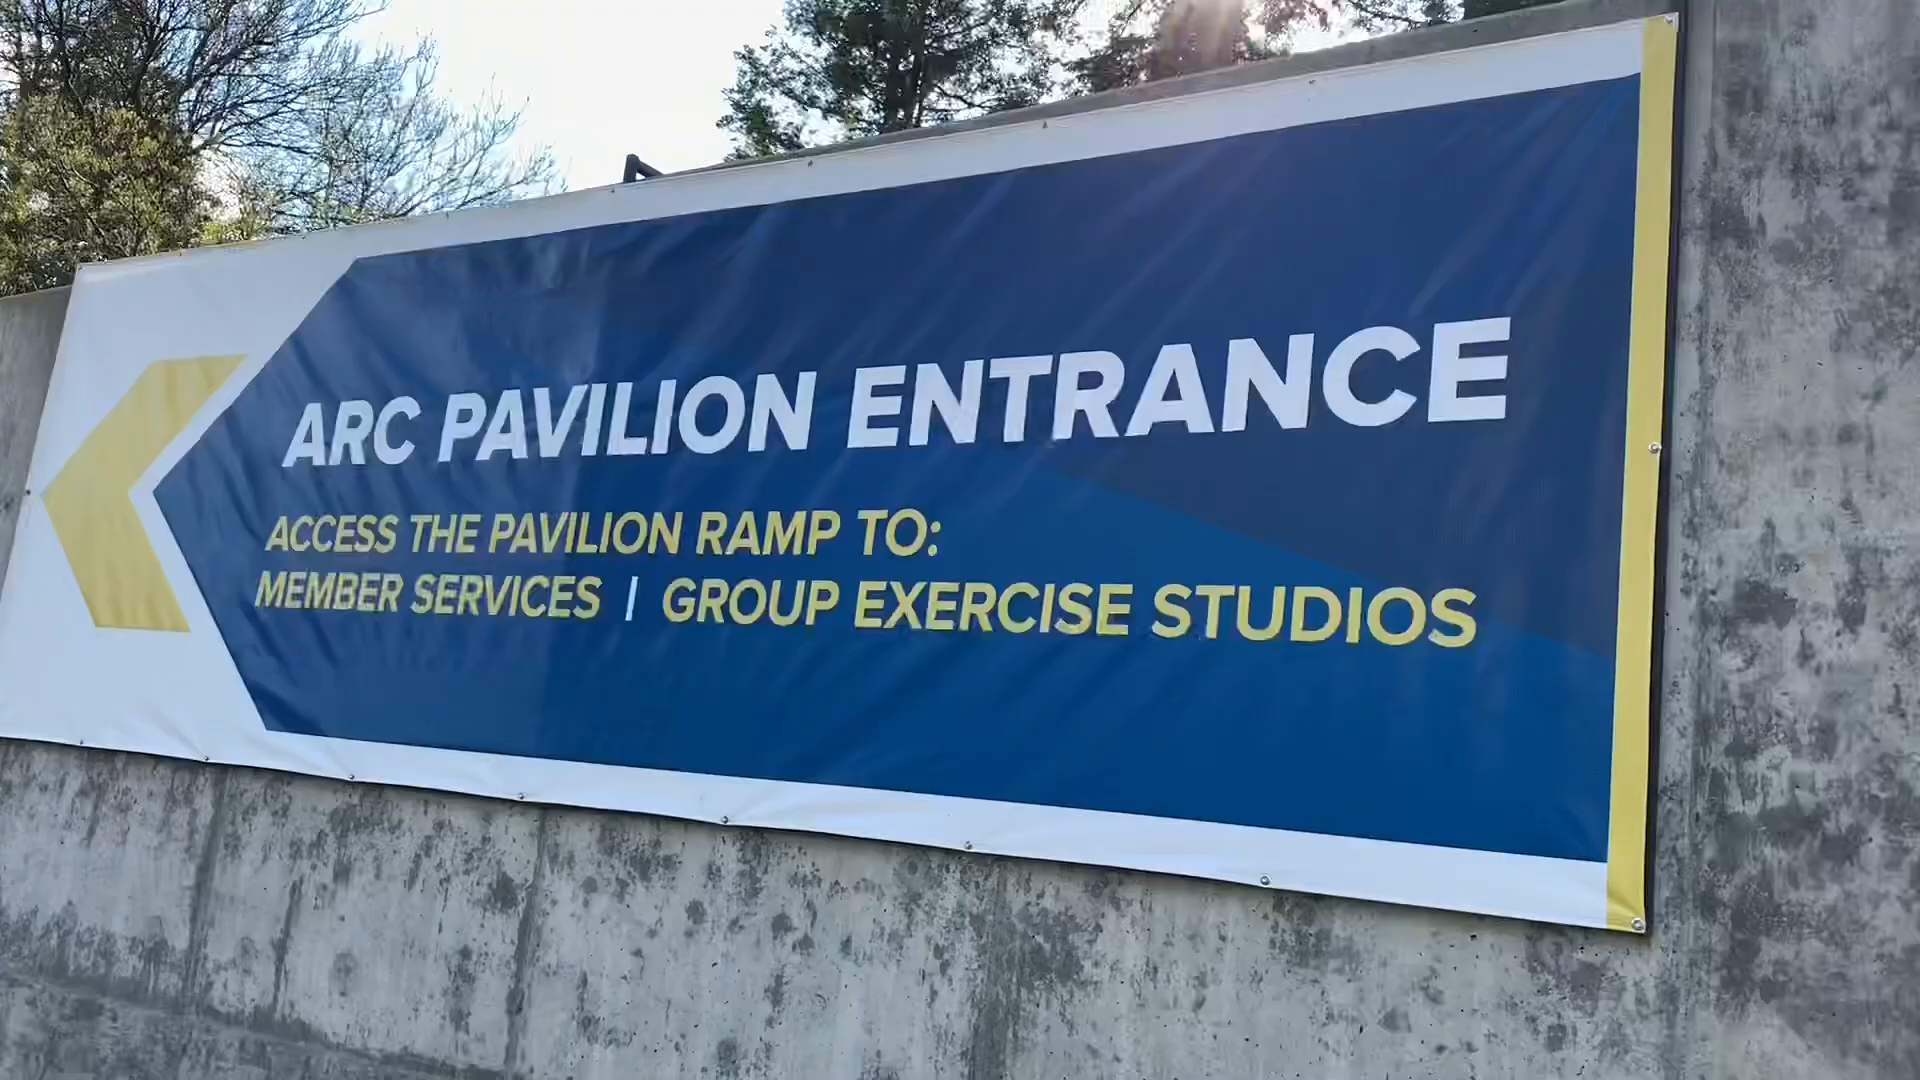 ARC PAVILION ENTRANCE
ACCESS THE PAVILION RAMP TO:
MEMBER SERVICES | GROUP EXERCISE STUDIOS